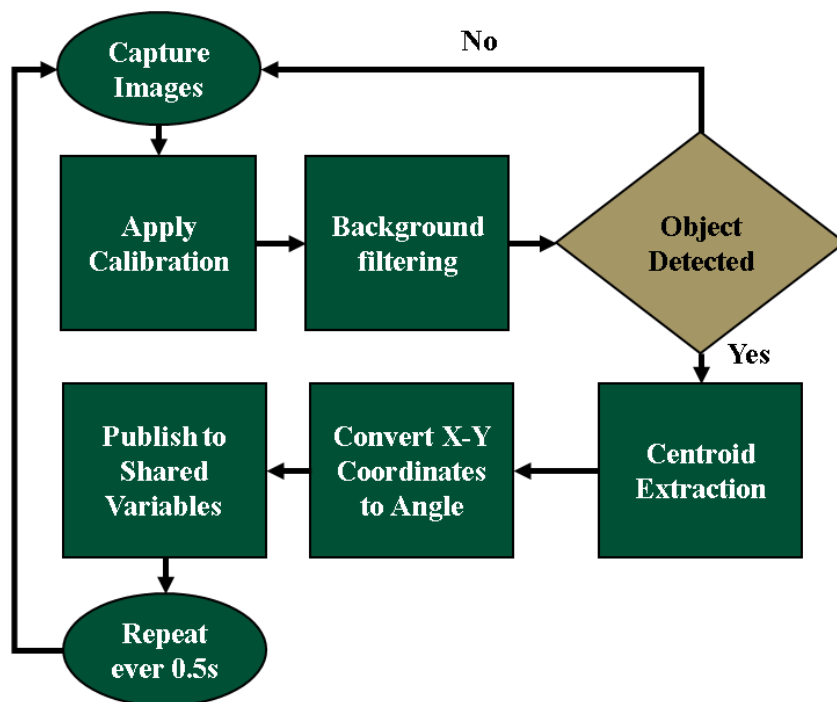 Capture
Images
No
Apply
Calibration
Background
filtering
Object
Detected
Yes
Centroid
Extraction
Convert X-Y
Coordinates
to Angle
Publish to
Shared
Variables
Repeat
ever 0.5s